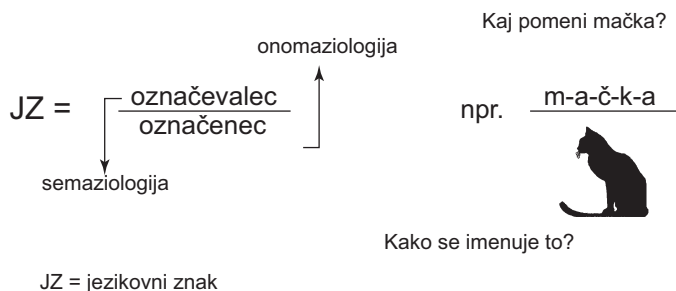 Kaj pomeni mačka?
onomaziologija
JZ = označevalec npr. m-a-č-k-a
označenec
semaziologija
Kako se imenuje to?
JZ = jezikovni znak